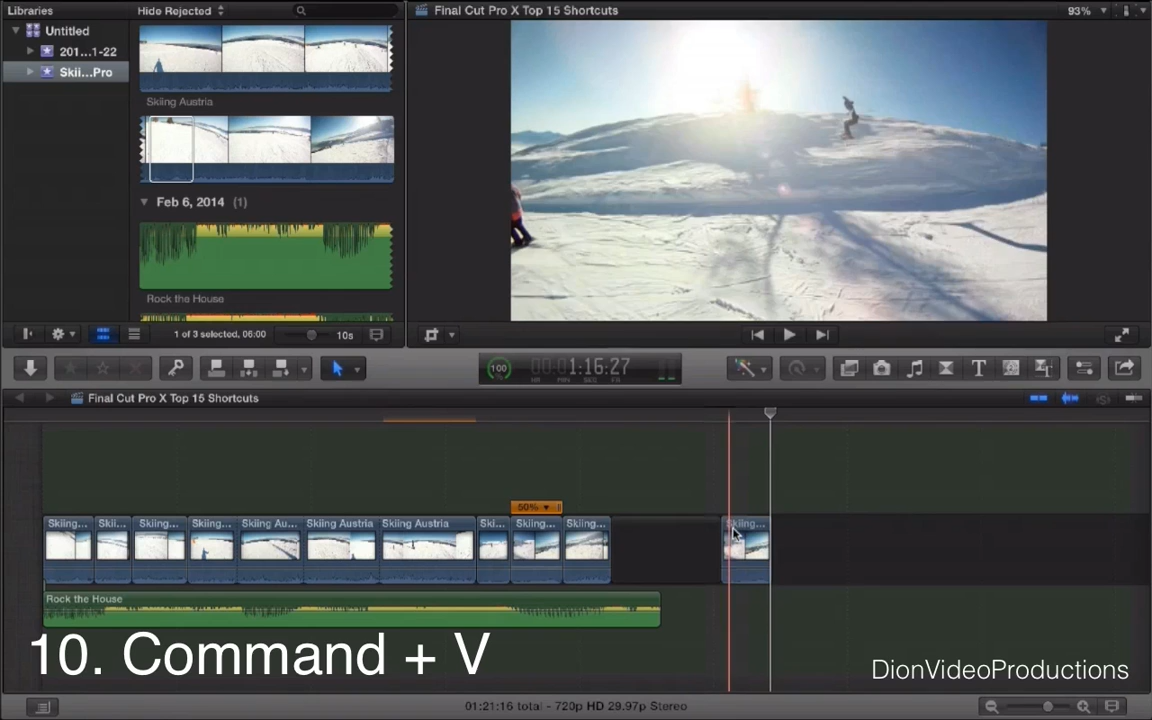 Libraries
Hide Rejected
Final Cut Pro X Top 15 Shortcuts
93%
Untitled
201...1-22
Skii...Pro
Skiing Austria
Feb 6, 2014 (1)
Rock the House
1 of 3 selected, 06:00
10s
100
00:00:1:16:27
T
Final Cut Pro X Top 15 Shortcuts
50%
Skiing...
Skii...
Skiing...
Skiing...
Skiing Au...
Skiing Austria
Skiing Austria
Ski...
Skiing...
Skiing...
Skiing...
Rock the House
10. Command + V
DionVideoProductions
01:21:16 total - 720p HD 29.97p Stereo